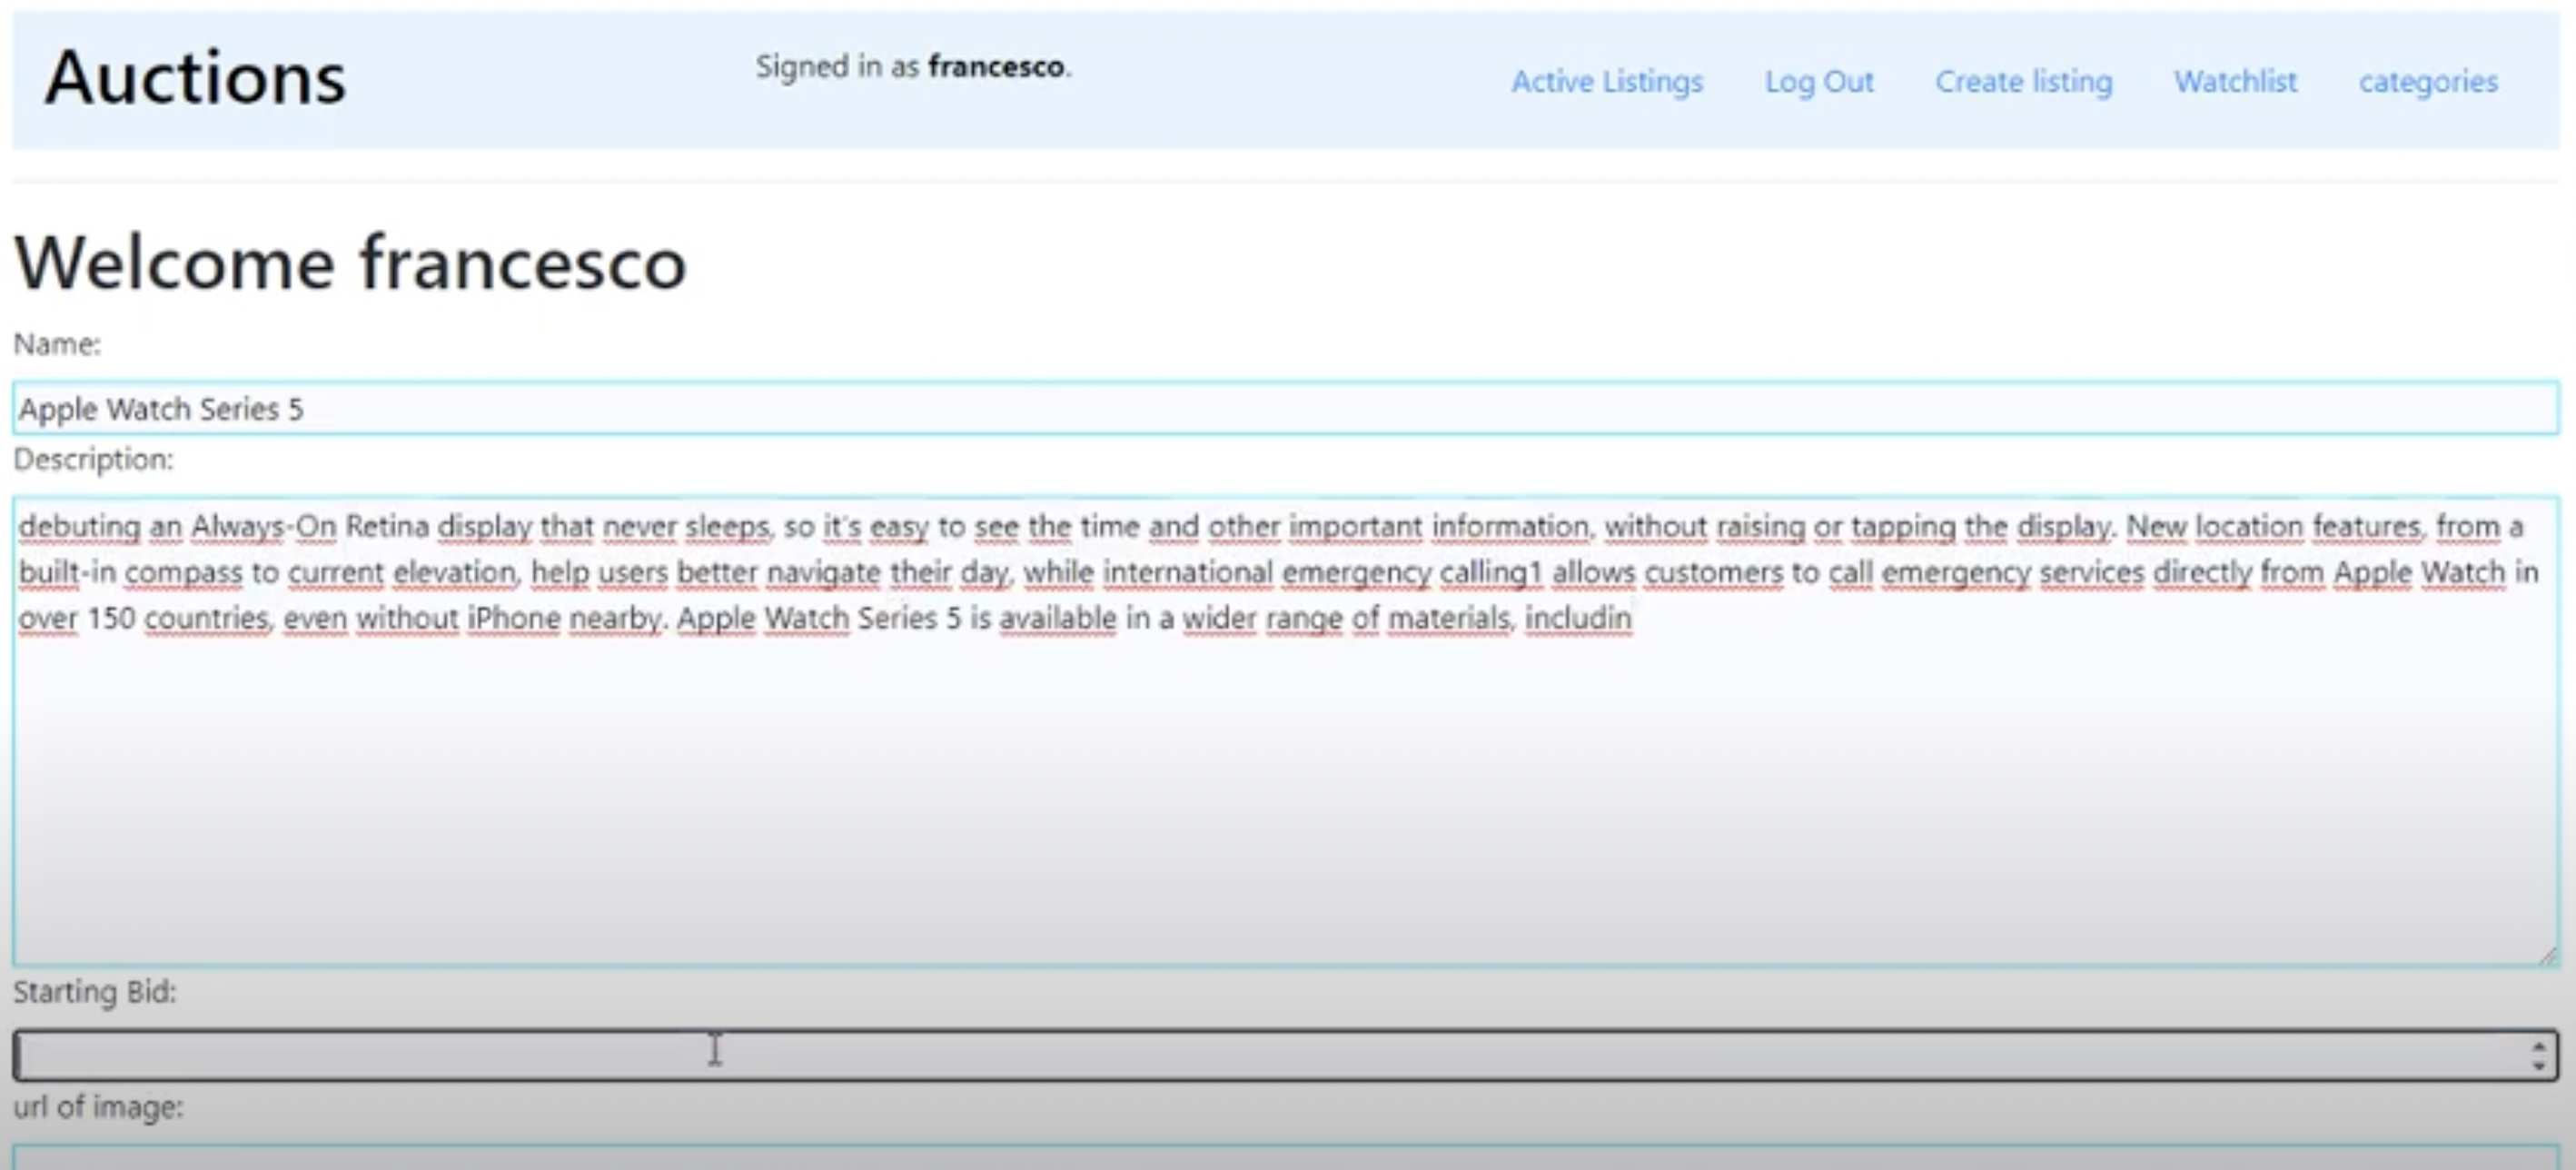 Auctions
Signed in as francesco.
Active Listings Log Out Create listing Watchlist categories
Welcome francesco
Name:
Apple Watch Series 5
Description:
debuting an Always-On Retina display that never sleeps, so it's easy to see the time and other important information, without raising or tapping the display. New location features, from a
built-in compass to current elevation, help users better navigate their day, while international emergency calling1 allows customers to call emergency services directly from Apple Watch in
over 150 countries, even without iPhone nearby. Apple Watch Series 5 is available in a wider range of materials, includin
Starting Bid:
url of image: